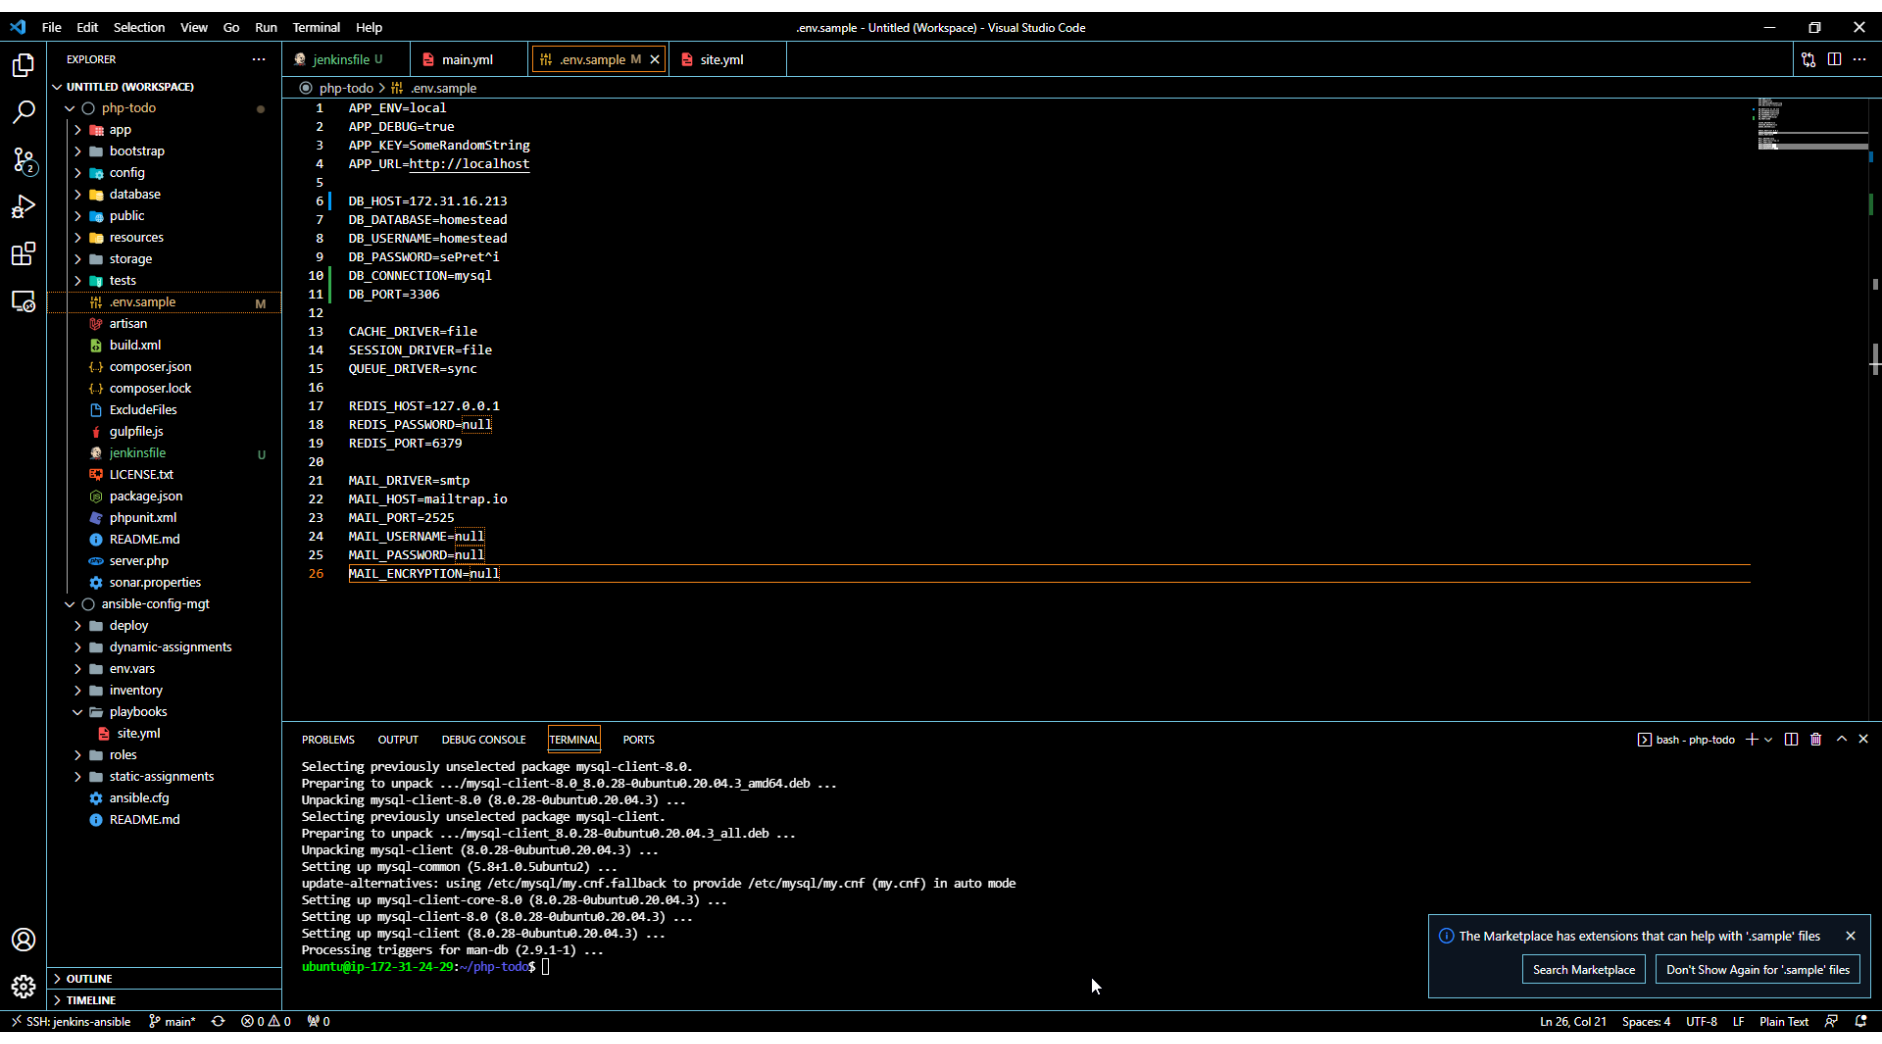 File Edit Selection View Go Run Terminal Help
.env.sample - Untitled (Workspace) - Visual Studio Code
EXPLORER
UNTITLED (WORKSPACE)
php-todo
app
bootstrap
config
database
public
resources
storage
tests
.env.sample M
artisan
build.xml
composer.json
composer.lock
ExcludeFiles
gulpfile.js
jenkinsfile U
LICENSE.txt
package.json
phpunit.xml
README.md
server.php
sonar.properties
ansible-config-mgt
deploy
dynamic-assignments
env.vars
inventory
playbooks
site.yml
roles
static-assignments
ansible.cfg
README.md
OUTLINE
TIMELINE
2
jenkinsfile U main.yml .env.sample M site.yml
php-todo > .env.sample
1 APP_ENV=local
2 APP_DEBUG=true
3 APP_KEY=SomeRandomString
4 APP_URL=http://localhost
5
6 DB_HOST=172.31.16.213
7 DB_DATABASE=homestead
8 DB_USERNAME=homestead
9 DB_PASSWORD=sePret^i
10 DB_CONNECTION=mysql
11 DB_PORT=3306
12
13 CACHE_DRIVER=file
14 SESSION_DRIVER=file
15 QUEUE_DRIVER=sync
16
17 REDIS_HOST=127.0.0.1
18 REDIS_PASSWORD=null
19 REDIS_PORT=6379
20
21 MAIL_DRIVER=smtp
22 MAIL_HOST=mailtrap.io
23 MAIL_PORT=2525
24 MAIL_USERNAME=null
25 MAIL_PASSWORD=null
26 MAIL_ENCRYPTION=null
PROBLEMS OUTPUT DEBUG CONSOLE TERMINAL PORTS
bash - php-todo
Selecting previously unselected package mysql-client-8.0.
Preparing to unpack .../mysql-client-8.0_8.0.28-0ubuntu0.20.04.3_amd64.deb ...
Unpacking mysql-client-8.0 (8.0.28-0ubuntu0.20.04.3) ...
Selecting previously unselected package mysql-client.
Preparing to unpack .../mysql-client_8.0.28-0ubuntu0.20.04.3_all.deb ...
Unpacking mysql-client (8.0.28-0ubuntu0.20.04.3) ...
Setting up mysql-common (5.8+1.0.5ubuntu2) ...
update-alternatives: using /etc/mysql/my.cnf.fallback to provide /etc/mysql/my.cnf (my.cnf) in auto mode
Setting up mysql-client-core-8.0 (8.0.28-0ubuntu0.20.04.3) ...
Setting up mysql-client-8.0 (8.0.28-0ubuntu0.20.04.3) ...
Setting up mysql-client (8.0.28-0ubuntu0.20.04.3) ...
Processing triggers for man-db (2.9.1-1) ...
ubuntu@ip-172-31-24-29:~/php-todo$
The Marketplace has extensions that can help with '.sample' files
Search Marketplace Don't Show Again for '.sample' files
SSH: jenkins-ansible main* 0 0 0
Ln 26, Col 21 Spaces: 4 UTF-8 LF Plain Text